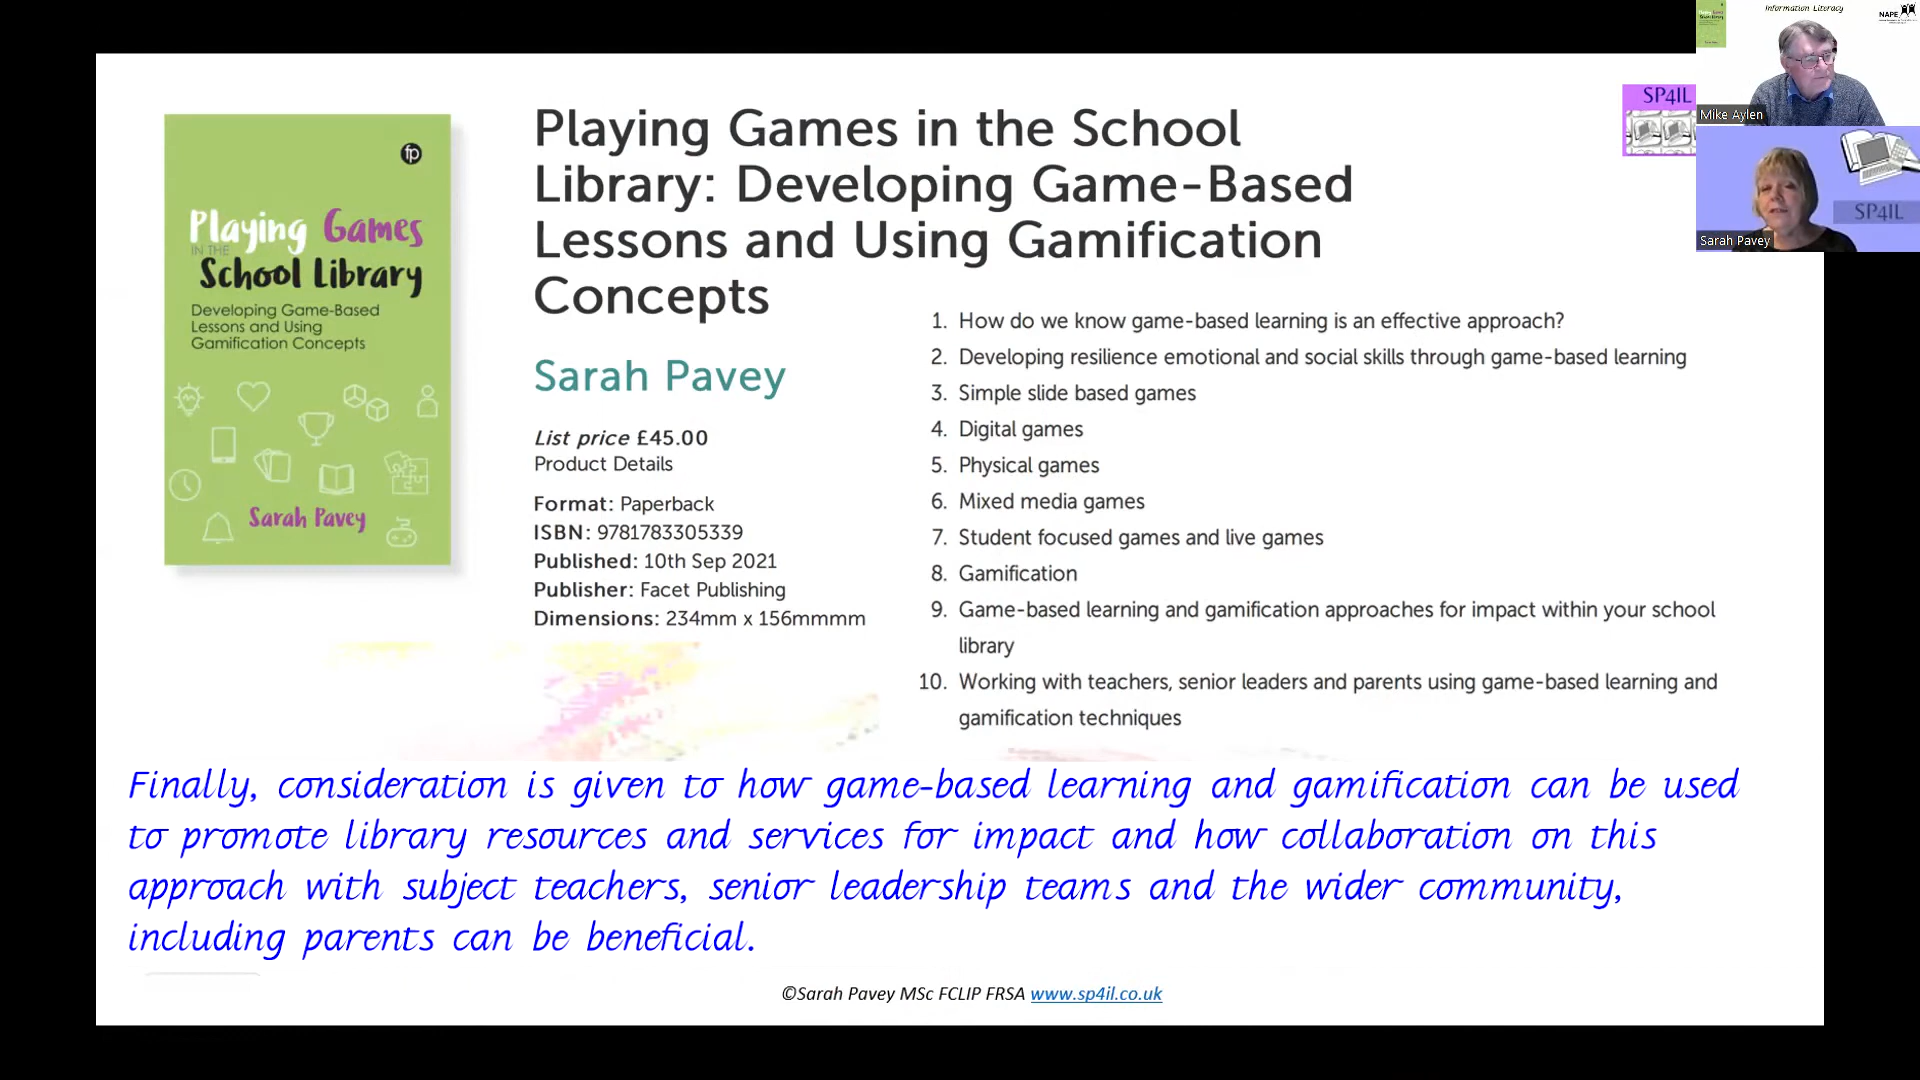 Playing Games
IN THE
School Library
Developing Game-Based
Lessons and Using
Gamification Concepts
Sarah Pavey
fp
Playing Games in the School
Library: Developing Game-Based
Lessons and Using Gamification
Concepts
Sarah Pavey
List price £45.00
Product Details
Format: Paperback
ISBN: 9781783305339
Published: 10th Sep 2021
Publisher: Facet Publishing
Dimensions: 234mm x 156mmmm
1. How do we know game-based learning is an effective approach?
2. Developing resilience emotional and social skills through game-based learning
3. Simple slide based games
4. Digital games
5. Physical games
6. Mixed media games
7. Student focused games and live games
8. Gamification
9. Game-based learning and gamification approaches for impact within your school
library
10. Working with teachers, senior leaders and parents using game-based learning and
gamification techniques
Finally, consideration is given to how game-based learning and gamification can be used
to promote library resources and services for impact and how collaboration on this
approach with subject teachers, senior leadership teams and the wider community,
including parents can be beneficial.
©Sarah Pavey MSc FCLIP FRSA www.sp4il.co.uk
SP4IL
Information Literacy
NAPE
Mike Aylen
SP4IL
Sarah Pavey